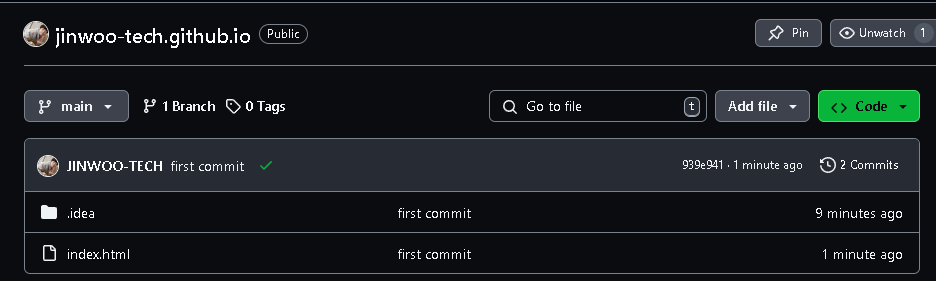 jinwoo-tech.github.io Public Pin Unwatch 1
main 1 Branch 0 Tags Go to file t Add file Code
JINWOO-TECH first commit 939e941 · 1 minute ago 2 Commits
.idea first commit 9 minutes ago
index.html first commit 1 minute ago